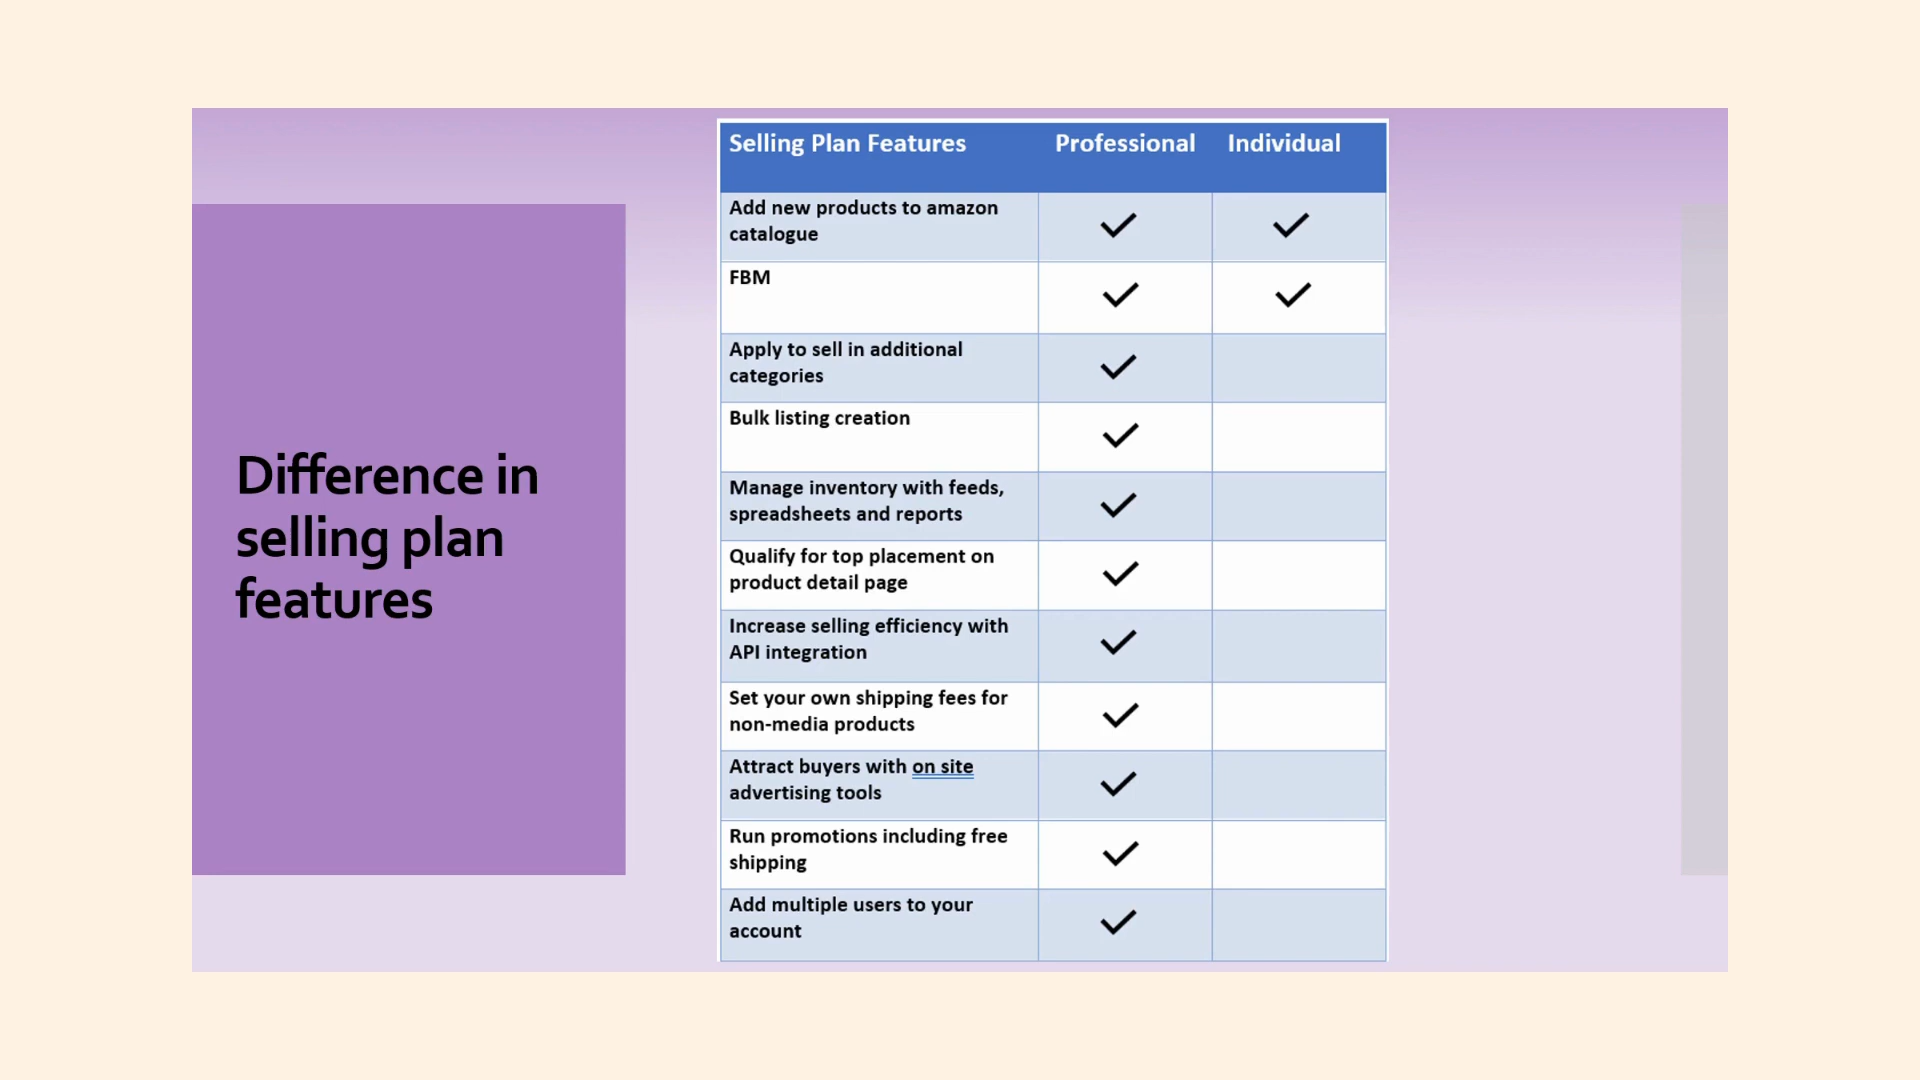 Difference in
selling plan
features
Selling Plan Features Professional Individual
Add new products to amazon
catalogue
FBM
Apply to sell in additional
categories
Bulk listing creation
Manage inventory with feeds,
spreadsheets and reports
Qualify for top placement on
product detail page
Increase selling efficiency with
API integration
Set your own shipping fees for
non-media products
Attract buyers with on site
advertising tools
Run promotions including free
shipping
Add multiple users to your
account